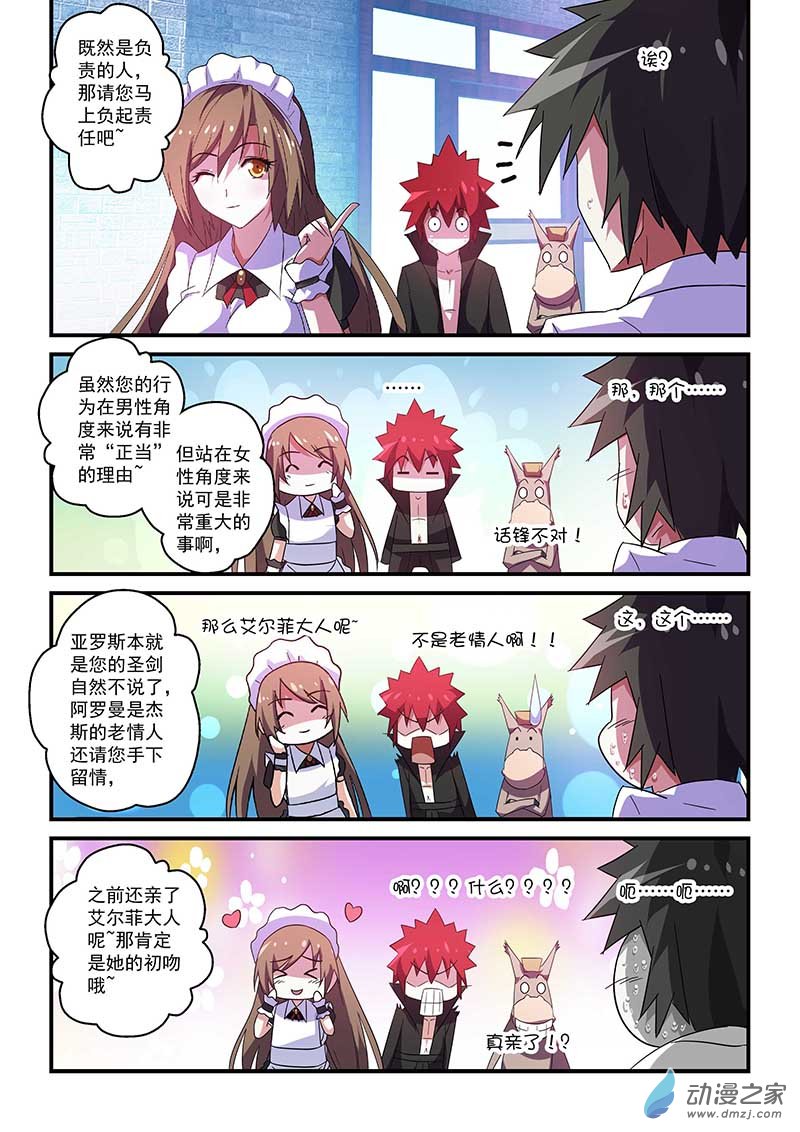 既然是负
责的人，
那请您马
上负起责
任吧~
诶?
虽然您的行
为在男性角
度来说有非
常“正当”
的理由~
但站在女
性角度来
说可是非
常重大的
事啊，
……
话锋不对！
那，那个……
亚罗斯本就
是您的圣剑
自然不说了，
阿罗曼是杰
斯的老情人
还请您手下
留情，
那么艾尔菲大人呢~
不是老情人啊！！
这，这个……
之前还亲了
艾尔菲大人
呢~那肯定
是她的初吻
哦~
啊？？？什么？？？？
真亲了！？
呃……呃……
动漫之家
www.dmzj.com